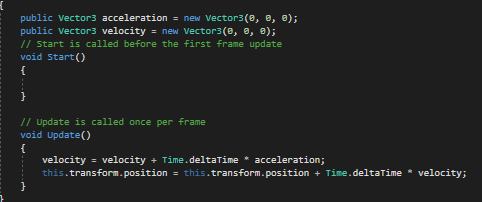 {
public Vector3 acceleration = new Vector3(0, 0, 0);
public Vector3 velocity = new Vector3(0, 0, 0);
// Start is called before the first frame update
void Start()
{
}
// Update is called once per frame
void Update()
{
velocity = velocity + Time.deltaTime * acceleration;
this.transform.position = this.transform.position + Time.deltaTime * velocity;
}
}